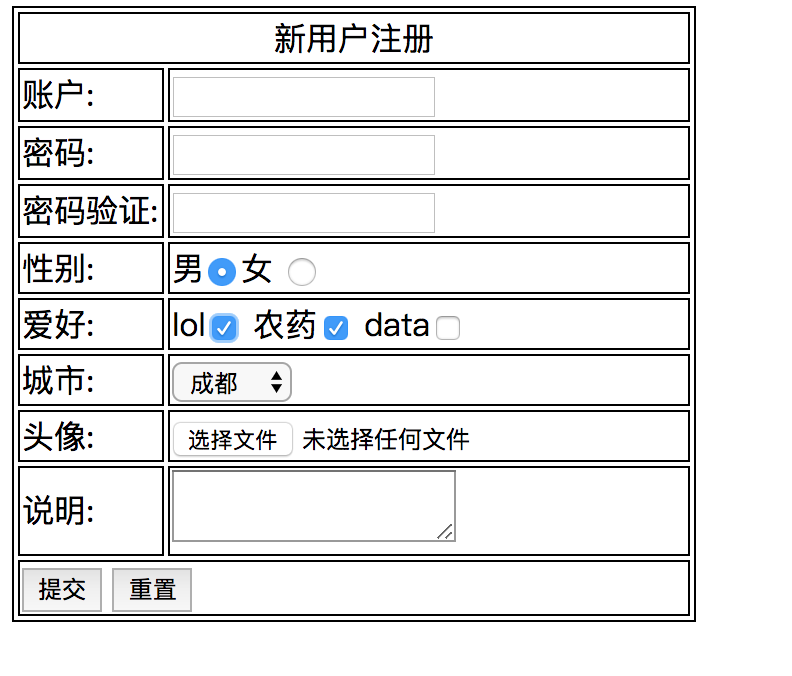 新用户注册
账户:
密码:
密码验证:
性别: 男 女
爱好: lol 农药 data
城市: 成都
头像: 选择文件 未选择任何文件
说明:
提交 重置